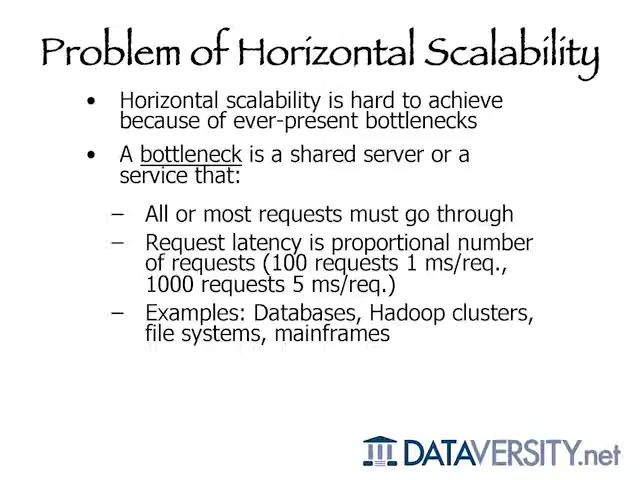 Problem of Horizontal Scalability
• Horizontal scalability is hard to achieve
because of ever-present bottlenecks
• A bottleneck is a shared server or a
service that:
– All or most requests must go through
– Request latency is proportional number
of requests (100 requests 1 ms/req.,
1000 requests 5 ms/req.)
– Examples: Databases, Hadoop clusters,
file systems, mainframes
DATAVERSITY.net